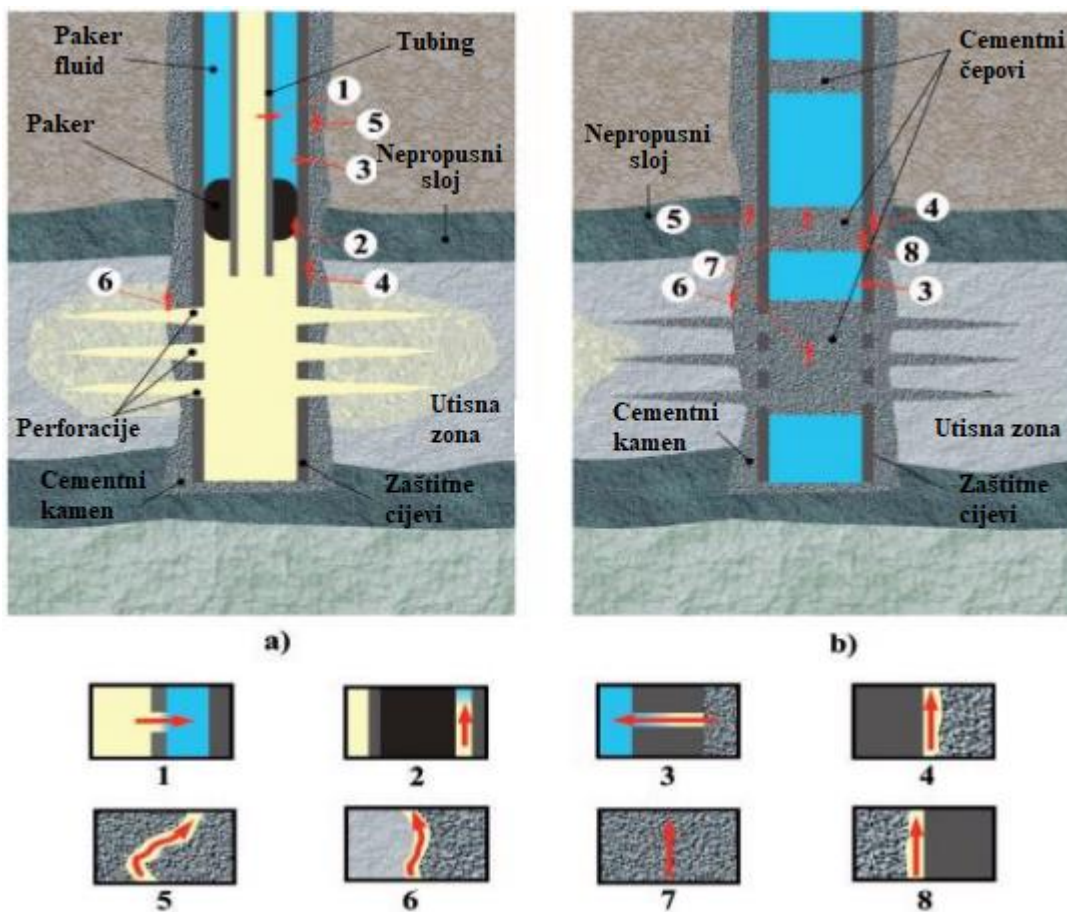 Paker
fluid
Tubing
1
5
Paker
3
Nepropusni
sloj
2
4
6
Perforacije
Utisna
zona
Cementni
kamen
Zaštitne
cijevi
a)
Cementni
čepovi
Nepropusni
sloj
5
4
7
8
6
3
Cementni
kamen
Utisna zona
Zaštitne
cijevi
b)
1
2
3
4
5
6
7
8